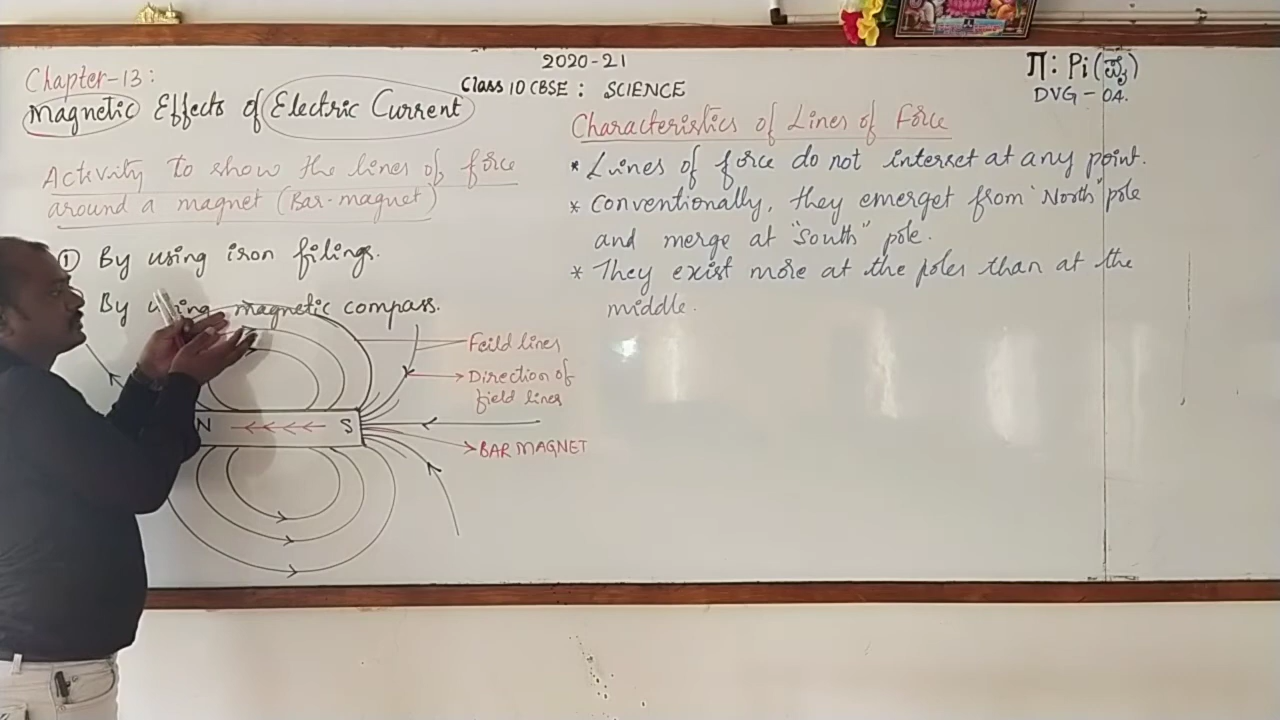 2020-21
Class 10 CBSE : SCIENCE
Π: Pi (ಪೈ)
DVG - 04.
Chapter-13:
Magnetic Effects of Electric Current
Activity to show the lines of force
around a magnet (Bar-magnet)
① By using iron filings.
By using magnetic compass.
Feild lines
Direction of
field lines
N
S
BAR MAGNET
Characteristics of Lines of Force
* Lines of force do not interset at any point.
* Conventionally, they emerget from "North" pole
and merge at "South" pole.
* They exist more at the poles than at the
middle.